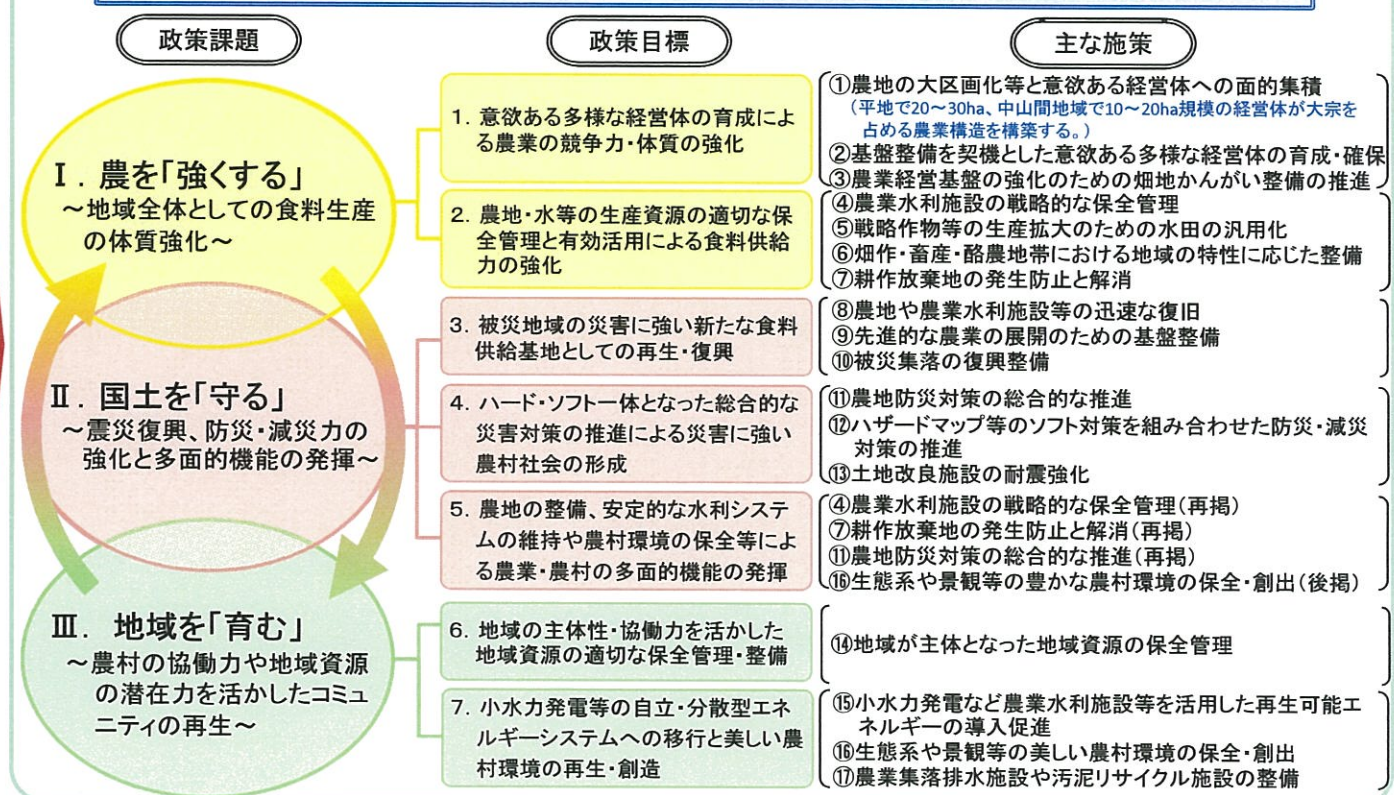 政策課題
政策目標
主な施策
Ⅰ．農を「強くする」
～地域全体としての食料生産
の体質強化～
1．意欲ある多様な経営体の育成によ
る農業の競争力・体質の強化
①農地の大区画化等と意欲ある経営体への面的集積
（平地で20～30ha、中山間地域で10～20ha規模の経営体が大宗を
占める農業構造を構築する。）
②基盤整備を契機とした意欲ある多様な経営体の育成・確保
③農業経営基盤の強化のための畑地かんがい整備の推進
2．農地・水等の生産資源の適切な保
全管理と有効活用による食料供給
力の強化
④農業水利施設の戦略的な保全管理
⑤戦略作物等の生産拡大のための水田の汎用化
⑥畑作・畜産・酪農地帯における地域の特性に応じた整備
⑦耕作放棄地の発生防止と解消
Ⅱ．国土を「守る」
～震災復興、防災・減災力の
強化と多面的機能の発揮～
3．被災地域の災害に強い新たな食料
供給基地としての再生・復興
⑧農地や農業水利施設等の迅速な復旧
⑨先進的な農業の展開のための基盤整備
⑩被災集落の復興整備
4．ハード・ソフト一体となった総合的な
災害対策の推進による災害に強い
農村社会の形成
⑪農地防災対策の総合的な推進
⑫ハザードマップ等のソフト対策を組み合わせた防災・減災
対策の推進
⑬土地改良施設の耐震強化
5．農地の整備、安定的な水利システ
ムの維持や農村環境の保全等によ
る農業・農村の多面的機能の発揮
④農業水利施設の戦略的な保全管理（再掲）
⑦耕作放棄地の発生防止と解消（再掲）
⑪農地防災対策の総合的な推進（再掲）
⑯生態系や景観等の豊かな農村環境の保全・創出（後掲）
Ⅲ．地域を「育む」
～農村の協働力や地域資源
の潜在力を活かしたコミュ
ニティの再生～
6．地域の主体性・協働力を活かした
地域資源の適切な保全管理・整備
⑭地域が主体となった地域資源の保全管理
7．小水力発電等の自立・分散型エネ
ルギーシステムへの移行と美しい農
村環境の再生・創造
⑮小水力発電など農業水利施設等を活用した再生可能エ
ネルギーの導入促進
⑯生態系や景観等の美しい農村環境の保全・創出
⑰農業集落排水施設や汚泥リサイクル施設の整備